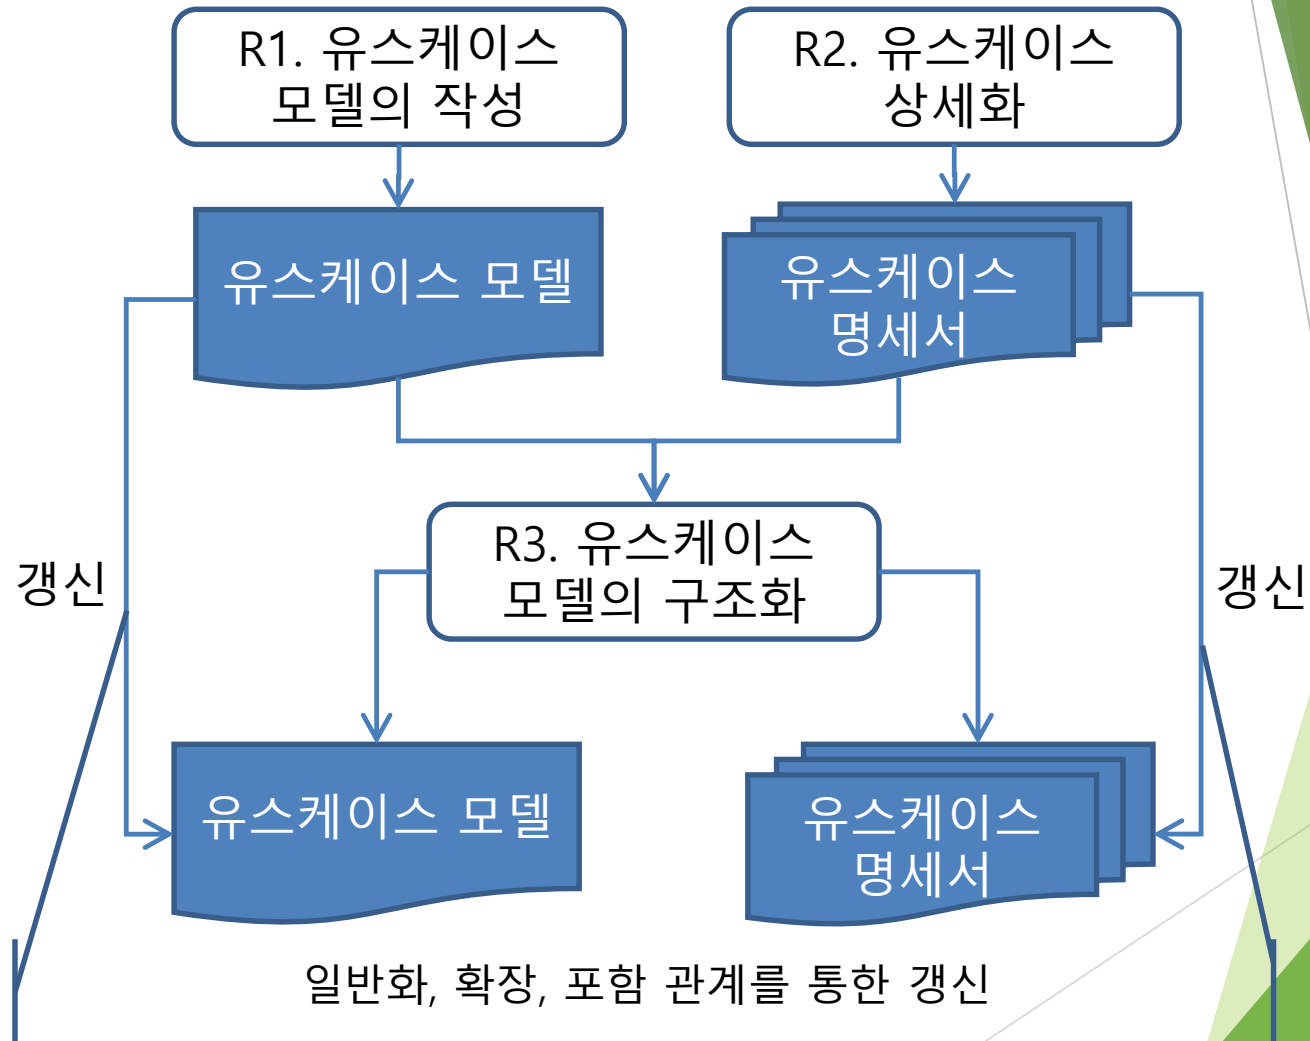 R1. 유스케이스
모델의 작성
R2. 유스케이스
상세화
유스케이스 모델
유스케이스
명세서
R3. 유스케이스
모델의 구조화
갱신
갱신
유스케이스 모델
유스케이스
명세서
일반화, 확장, 포함 관계를 통한 갱신